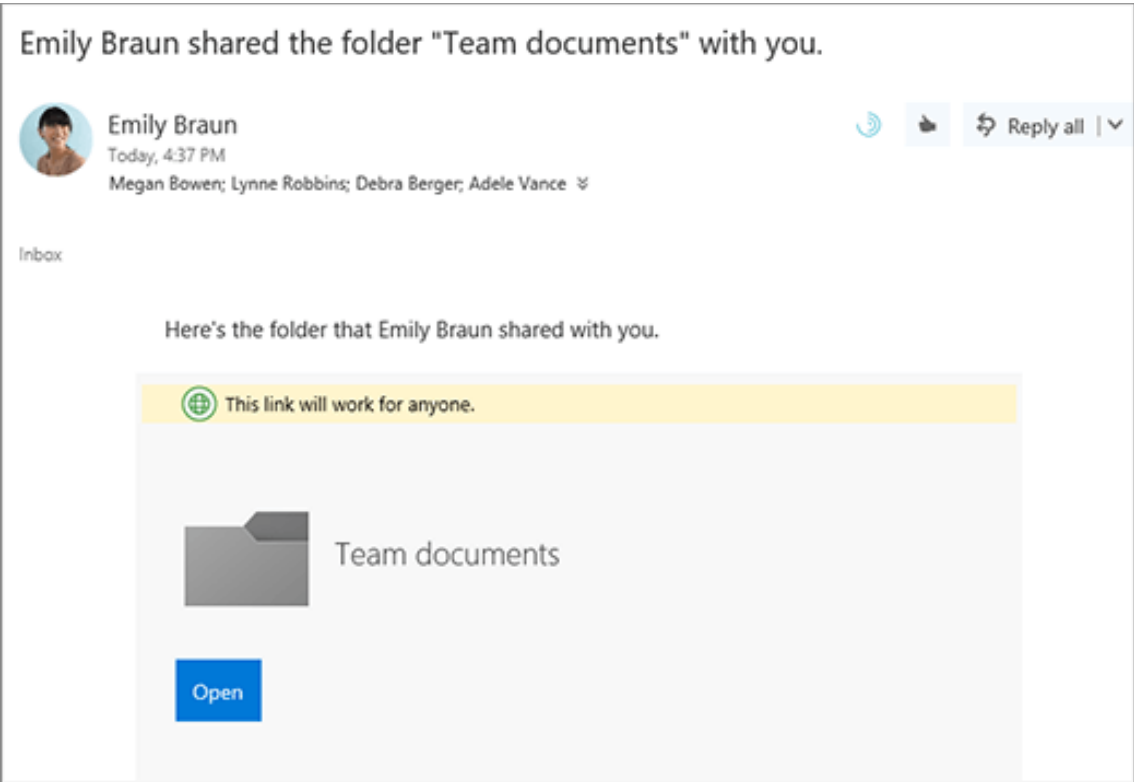 Emily Braun shared the folder "Team documents" with you.
Emily Braun
Today, 4:37 PM
Megan Bowen; Lynne Robbins; Debra Berger; Adele Vance
Reply all
Inbox
Here's the folder that Emily Braun shared with you.
This link will work for anyone.
Team documents
Open